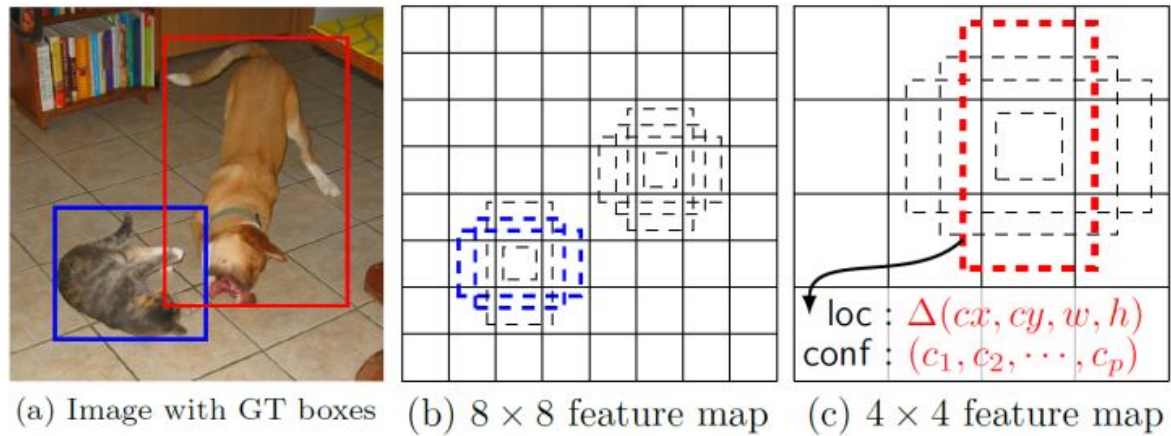 loc : Δ(cx, cy, w, h)
conf : (c₁, c₂, ⋯, cₚ)
(a) Image with GT boxes
(b) 8 × 8 feature map
(c) 4 × 4 feature map